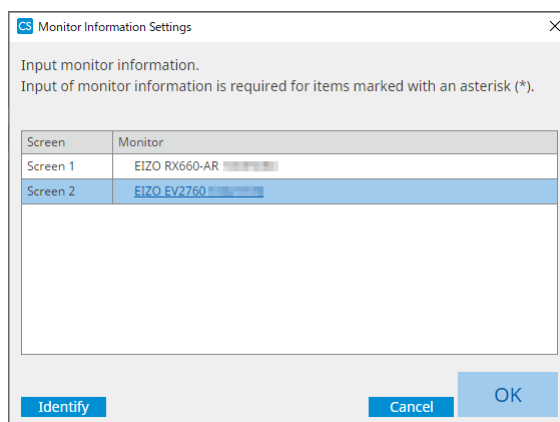 CS Monitor Information Settings
Input monitor information.
Input of monitor information is required for items marked with an asterisk (*).
Screen Monitor
Screen 1 EIZO RX660-AR
Screen 2 EIZO EV2760
Identify Cancel OK